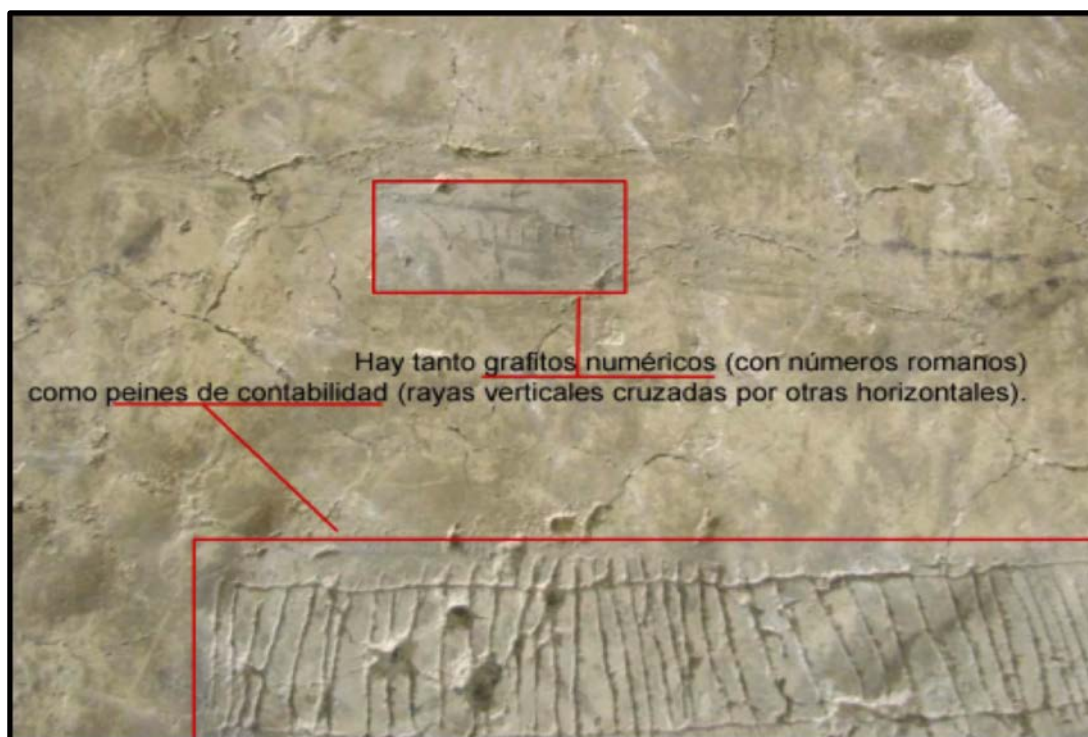 Hay tanto grafitos numéricos (con números romanos)
como peines de contabilidad (rayas verticales cruzadas por otras horizontales).